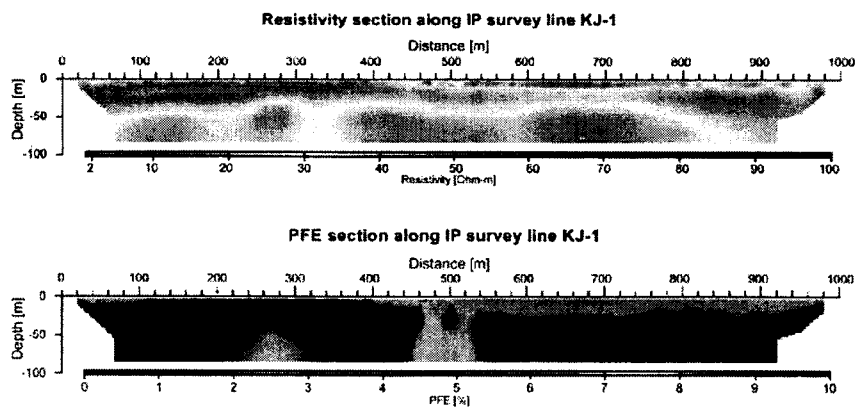 Resistivity section along IP survey line KJ-1
Distance [m]
0 100 200 300 400 500 600 700 800 900 1000
Depth [m]
0
-50
-100
2 10 20 30 40 50 60 70 80 90 100
Resistivity [Ohm-m]
PFE section along IP survey line KJ-1
Distance [m]
0 100 200 300 400 500 600 700 800 900 1000
Depth [m]
0
-50
-100
0 1 2 3 4 5 6 7 8 9 10
PFE [%]